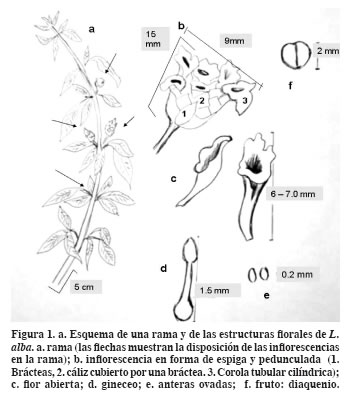 a
b
15 mm
9mm
1
2
3
f
2 mm
c
6 – 7.0 mm
d
1.5 mm
0.2 mm
e
5 cm
Figura 1. a. Esquema de una rama y de las estructuras florales de L.
alba. a. rama (las flechas muestran la disposición de las inflorescencias
en la rama); b. inflorescencia en forma de espiga y pedunculada (1.
Brácteas, 2. cáliz cubierto por una bráctea. 3. Corola tubular cilíndrica);
c. flor abierta; d. gineceo; e. anteras ovadas; f. fruto: diaquenio.